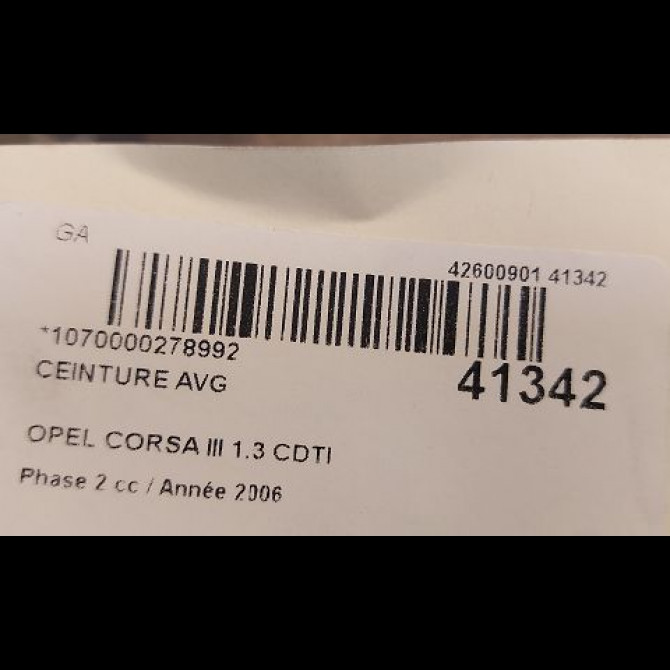 GA
42600901 41342
*1070000278992
CEINTURE AVG
41342
OPEL CORSA III 1.3 CDTI
Phase 2 cc / Année 2006